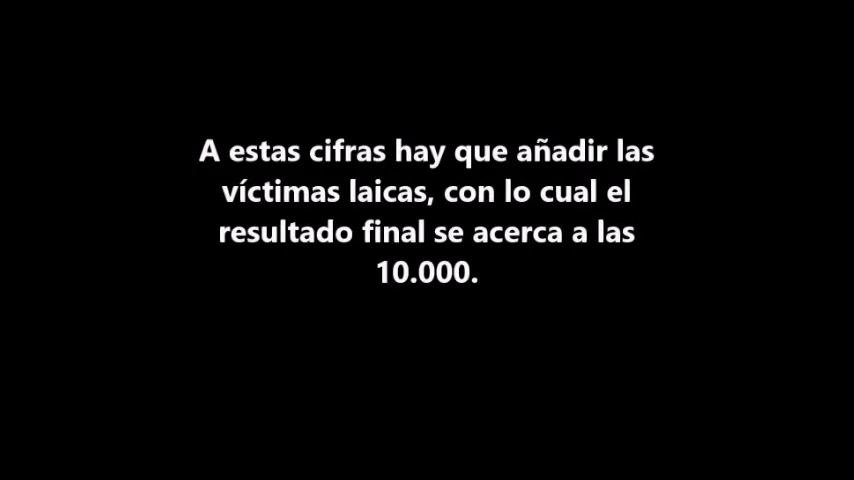 A estas cifras hay que añadir las
víctimas laicas, con lo cual el
resultado final se acerca a las
10.000.